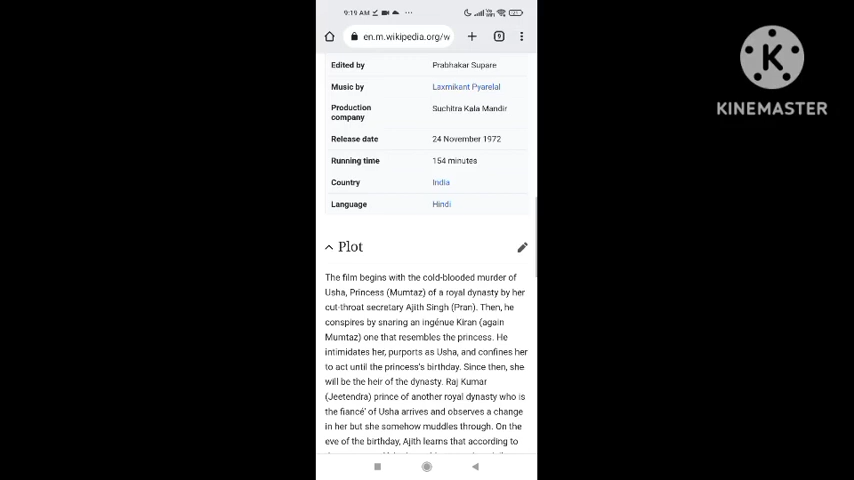 9:19 AM
en.m.wikipedia.org/w
9
Edited by Prabhakar Supare
Music by Laxmikant Pyarelal
Production company Suchitra Kala Mandir
Release date 24 November 1972
Running time 154 minutes
Country India
Language Hindi
Plot
The film begins with the cold-blooded murder of
Usha, Princess (Mumtaz) of a royal dynasty by her
cut-throat secretary Ajith Singh (Pran). Then, he
conspires by snaring an ingénue Kiran (again
Mumtaz) one that resembles the princess. He
intimidates her, purports as Usha, and confines her
to act until the princess's birthday. Since then, she
will be the heir of the dynasty. Raj Kumar
(Jeetendra) prince of another royal dynasty who is
the fiancé' of Usha arrives and observes a change
in her but she somehow muddles through. On the
eve of the birthday, Ajith learns that according to
K
KINEMASTER